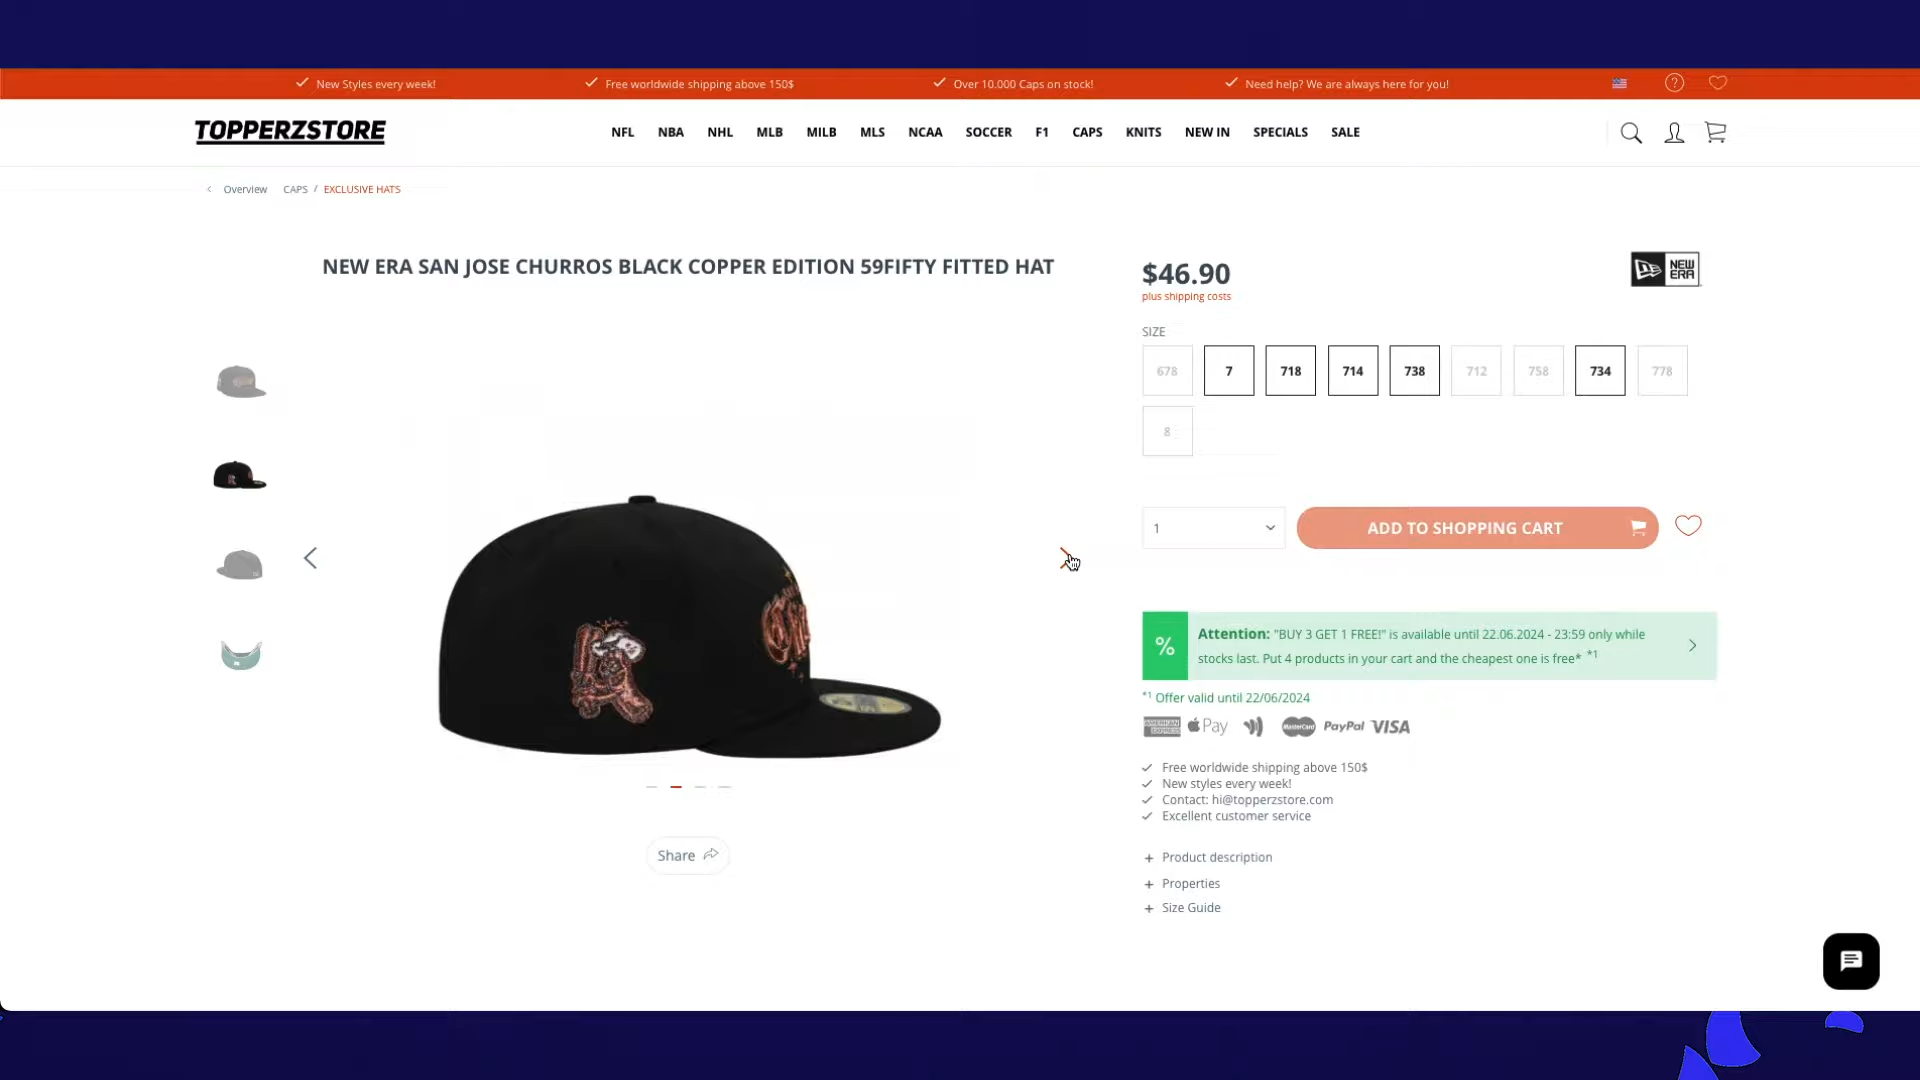 New Styles every week!
Free worldwide shipping above 150$
Over 10.000 Caps on stock!
Need help? We are always here for you!
TOPPERZSTORE
NFL NBA NHL MLB MILB MLS NCAA SOCCER F1 CAPS KNITS NEW IN SPECIALS SALE
Overview CAPS / EXCLUSIVE HATS
NEW ERA SAN JOSE CHURROS BLACK COPPER EDITION 59FIFTY FITTED HAT
$46.90
plus shipping costs
NEW ERA
SIZE
678 7 718 714 738 712 758 734 778
8
1
ADD TO SHOPPING CART
% Attention: "BUY 3 GET 1 FREE!" is available until 22.06.2024 - 23:59 only while
stocks last. Put 4 products in your cart and the cheapest one is free* *1
*1 Offer valid until 22/06/2024
AMERICAN EXPRESS Pay MasterCard PayPal VISA
Free worldwide shipping above 150$
New styles every week!
Contact: hi@topperzstore.com
Excellent customer service
+ Product description
+ Properties
+ Size Guide
Share